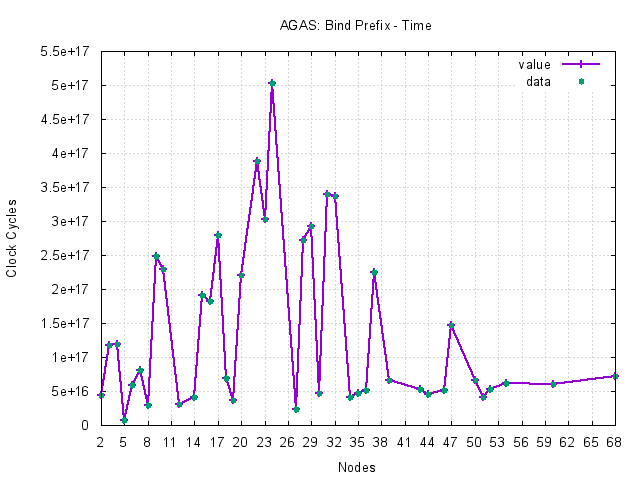 AGAS: Bind Prefix - Time
value
data
5.5e+17
5e+17
4.5e+17
4e+17
3.5e+17
3e+17
2.5e+17
2e+17
1.5e+17
1e+17
5e+16
0
Clock Cycles
2 5 8 11 14 17 20 23 26 29 32 35 38 41 43 44 47 50 53 56 59 62 65 68
Nodes